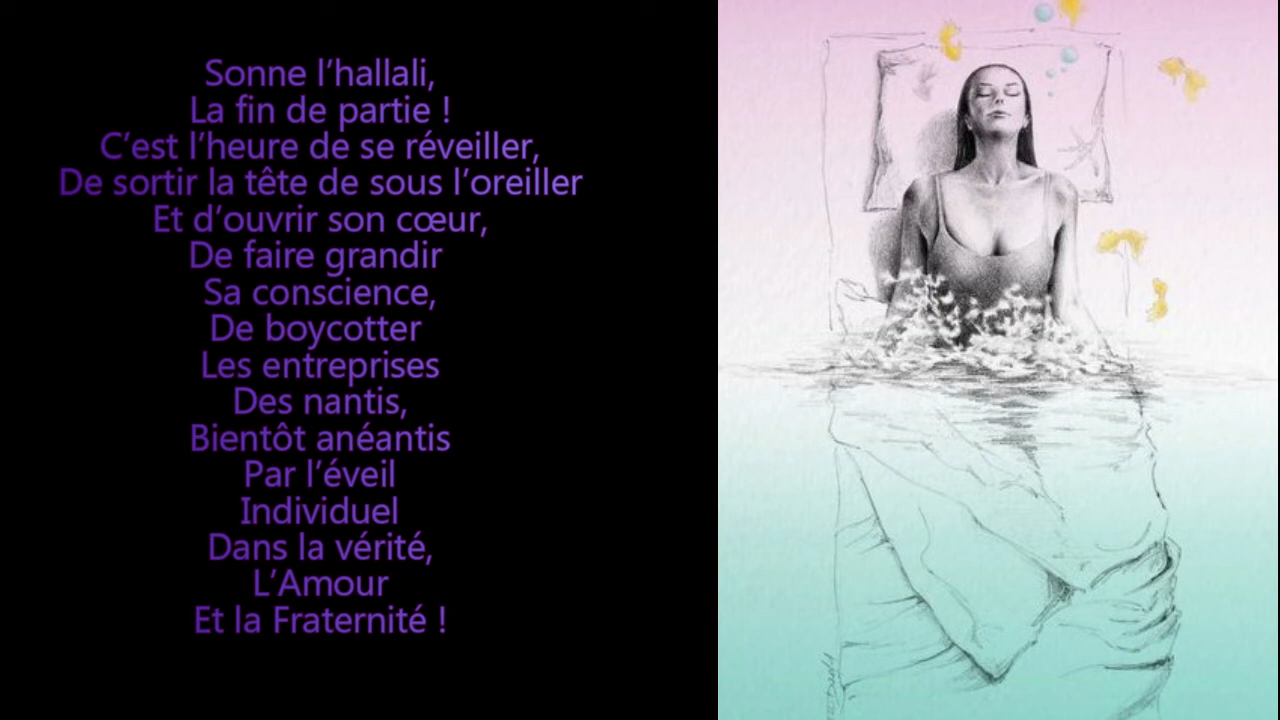 Sonne l’hallali,
La fin de partie !
C’est l’heure de se réveiller,
De sortir la tête de sous l’oreiller
Et d’ouvrir son cœur,
De faire grandir
Sa conscience,
De boycotter
Les entreprises
Des nantis,
Bientôt anéantis
Par l’éveil
Individuel
Dans la vérité,
L’Amour
Et la Fraternité !